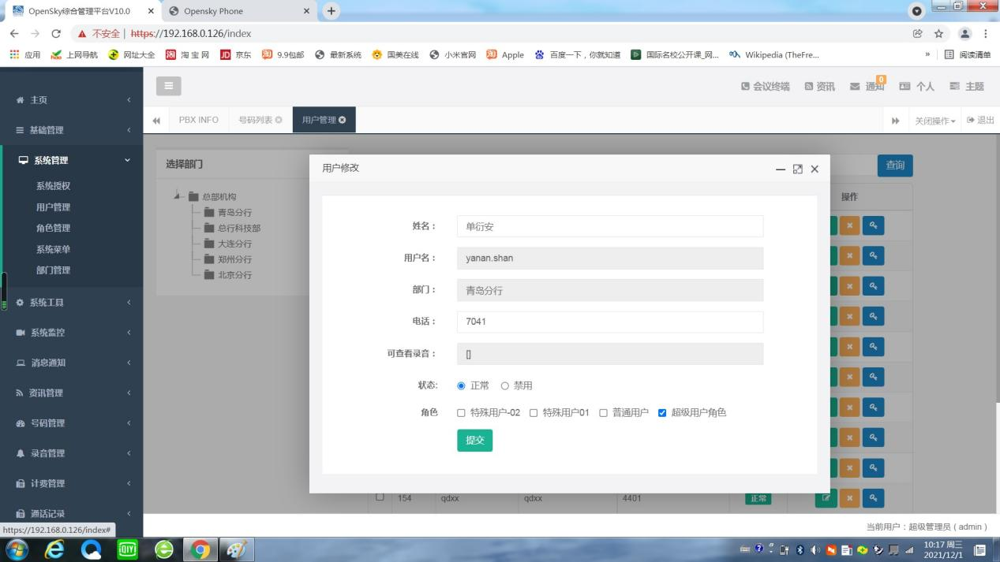 OpenSky综合管理平台V10.0
Opensky Phone
不安全 | https://192.168.0.126/index
应用 上网导航 网址大全 淘 宝 网 京东 9.9包邮 最新系统 国美在线 小米官网 Apple 百度一下，你就知道 国际名校公开课_网... Wikipedia (TheFre... » 阅读清单
会议终端 资讯 通知 0 个人 主题
PBX INFO 号码列表 用户管理 关闭操作 退出
主页
基础管理
系统管理
系统授权
用户管理
角色管理
系统菜单
部门管理
系统工具
系统监控
消息通知
资讯管理
号码管理
录音管理
计费管理
通话记录
选择部门
总部机构
青岛分行
总行科技部
大连分行
郑州分行
北京分行
查询
操作
用户修改
姓名： 单衍安
用户名： yanan.shan
部门： 青岛分行
电话： 7041
可查看录音： []
状态: 正常 禁用
角色 特殊用户-02 特殊用户01 普通用户 超级用户角色
提交
154 qdxx qdxx 4401 正常
https://192.168.0.126/index#
当前用户：超级管理员 ( admin )
QIYI
10:17 周三
2021/12/1